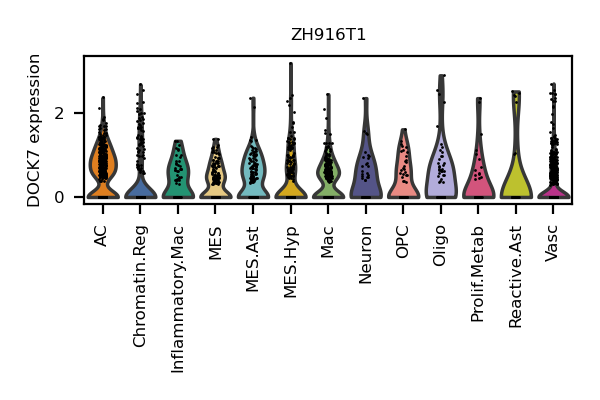 ZH916T1
DOCK7 expression
2
0
AC
Chromatin.Reg
Inflammatory.Mac
MES
MES.Ast
MES.Hyp
Mac
Neuron
OPC
Oligo
Prolif.Metab
Reactive.Ast
Vasc